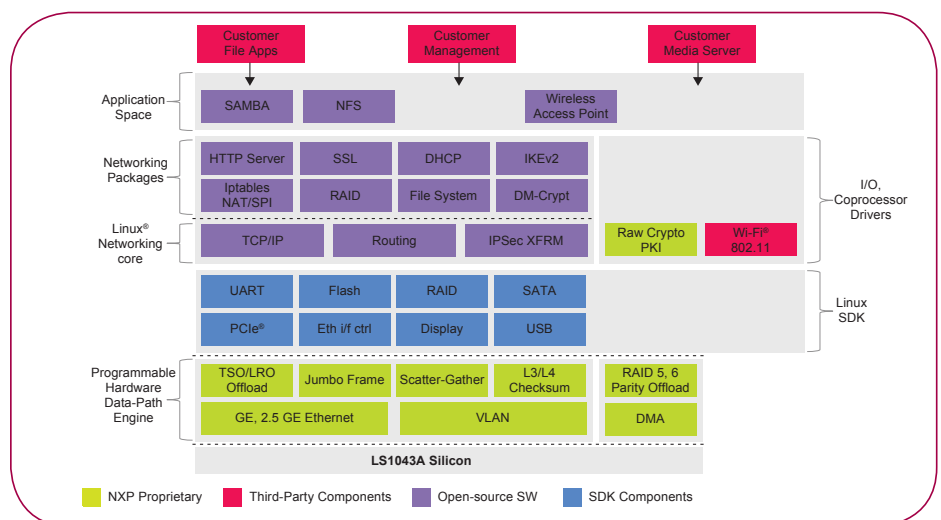 Customer
File Apps
Customer
Management
Customer
Media Server
Application
Space
SAMBA
NFS
Wireless
Access Point
Networking
Packages
HTTP Server
SSL
DHCP
IKEv2
Iptables
NAT/SPI
RAID
File System
DM-Crypt
I/O,
Coprocessor
Drivers
Linux®
Networking
core
TCP/IP
Routing
IPSec XFRM
Raw Crypto
PKI
Wi-Fi®
802.11
UART
Flash
RAID
SATA
PCIe®
Eth i/f ctrl
Display
USB
Linux
SDK
Programmable
Hardware
Data-Path
Engine
TSO/LRO
Offload
Jumbo Frame
Scatter-Gather
L3/L4
Checksum
RAID 5, 6
Parity Offload
GE, 2.5 GE Ethernet
VLAN
DMA
LS1043A Silicon
NXP Proprietary
Third-Party Components
Open-source SW
SDK Components